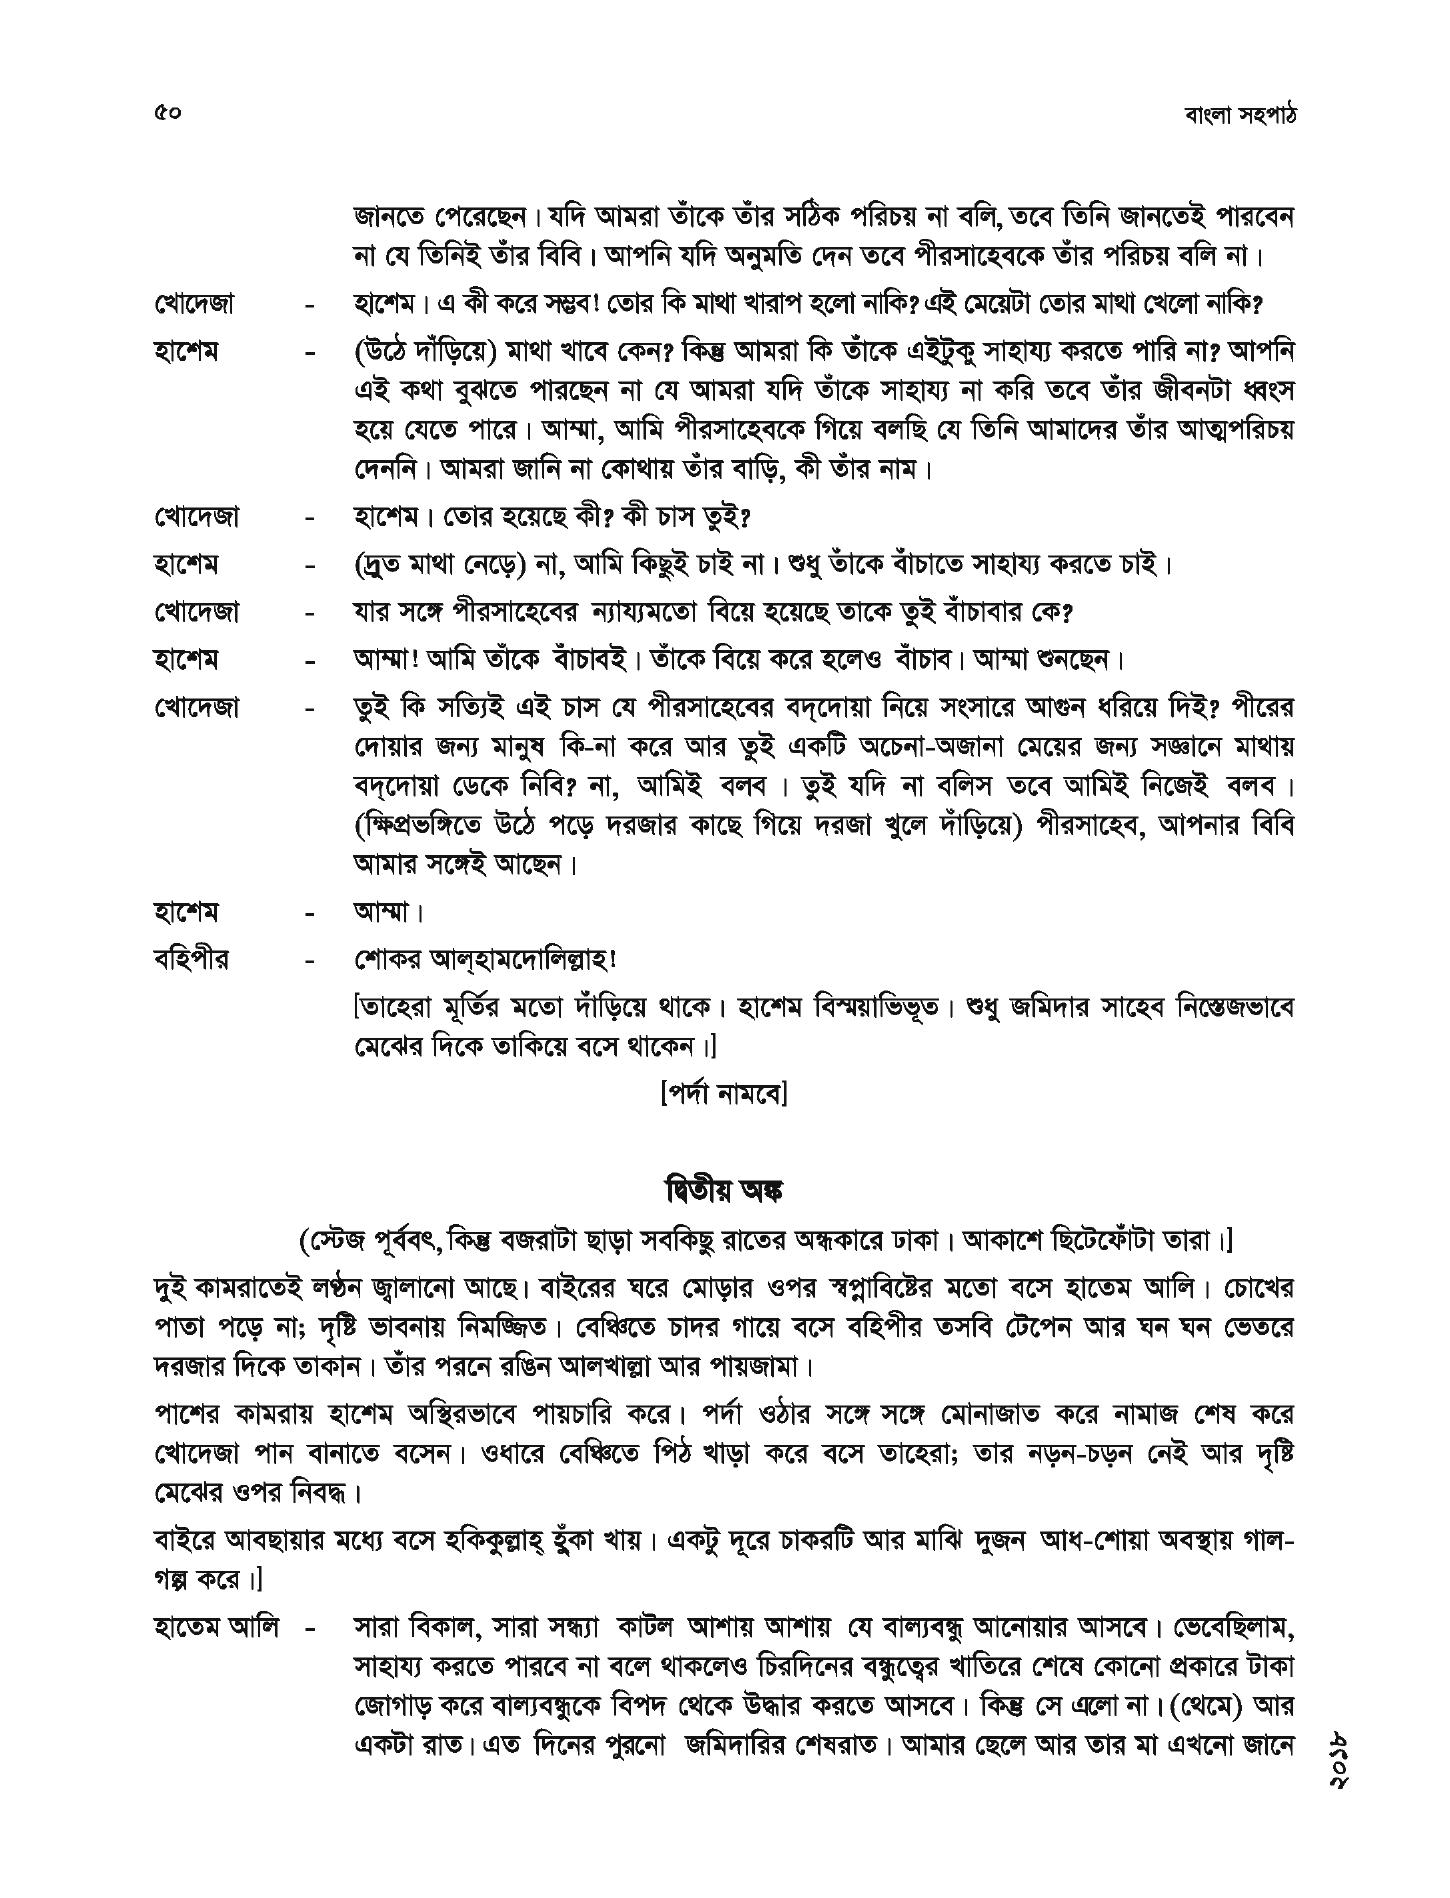 ৫০ বাংলা সহপাঠ
জানতে পেরেছেন। যদি আমরা তাঁকে তাঁর সঠিক পরিচয় না বলি, তবে তিনি জানতেই পারবেন
না যে তিনিই তাঁর বিবি। আপনি যদি অনুমতি দেন তবে পীরসাহেবকে তাঁর পরিচয় বলি না।
খোদেজা - হাশেম। এ কী করে সম্ভব! তোর কি মাথা খারাপ হলো নাকি? এই মেয়েটা তোর মাথা খেলো নাকি?
হাশেম - (উঠে দাঁড়িয়ে) মাথা খাবে কেন? কিন্তু আমরা কি তাঁকে এইটুকু সাহায্য করতে পারি না? আপনি
এই কথা বুঝতে পারছেন না যে আমরা যদি তাঁকে সাহায্য না করি তবে তাঁর জীবনটা ধ্বংস
হয়ে যেতে পারে। আম্মা, আমি পীরসাহেবকে গিয়ে বলছি যে তিনি আমাদের তাঁর আত্মপরিচয়
দেননি। আমরা জানি না কোথায় তাঁর বাড়ি, কী তাঁর নাম।
খোদেজা - হাশেম। তোর হয়েছে কী? কী চাস তুই?
হাশেম - (দ্রুত মাথা নেড়ে) না, আমি কিছুই চাই না। শুধু তাঁকে বাঁচাতে সাহায্য করতে চাই।
খোদেজা - যার সঙ্গে পীরসাহেবের ন্যায্যমতো বিয়ে হয়েছে তাকে তুই বাঁচাবার কে?
হাশেম - আম্মা! আমি তাঁকে বাঁচাবই। তাঁকে বিয়ে করে হলেও বাঁচাব। আম্মা শুনছেন।
খোদেজা - তুই কি সত্যিই এই চাস যে পীরসাহেবের বদ্‌দোয়া নিয়ে সংসারে আগুন ধরিয়ে দিই? পীরের
দোয়ার জন্য মানুষ কি-না করে আর তুই একটি অচেনা-অজানা মেয়ের জন্য সজ্ঞানে মাথায়
বদ্‌দোয়া ডেকে নিবি? না, আমিই বলব। তুই যদি না বলিস তবে আমিই নিজেই বলব।
(ক্ষিপ্রভঙ্গিতে উঠে পড়ে দরজার কাছে গিয়ে দরজা খুলে দাঁড়িয়ে) পীরসাহেব, আপনার বিবি
আমার সঙ্গেই আছেন।
হাশেম - আম্মা।
বহিপীর - শোকর আল্‌হামদোলিল্লাহ!
[তাহেরা মূর্তির মতো দাঁড়িয়ে থাকে। হাশেম বিস্ময়াভিভূত। শুধু জমিদার সাহেব নিস্তেজভাবে
মেঝের দিকে তাকিয়ে বসে থাকেন।]
[পর্দা নামবে]
দ্বিতীয় অঙ্ক
(স্টেজ পূর্ববৎ, কিন্তু বজরাটা ছাড়া সবকিছু রাতের অন্ধকারে ঢাকা। আকাশে ছিটেফোঁটা তারা।]
দুই কামরাতেই লণ্ঠন জ্বালানো আছে। বাইরের ঘরে মোড়ার ওপর স্বপ্নাবিষ্টের মতো বসে হাতেম আলি। চোখের
পাতা পড়ে না; দৃষ্টি ভাবনায় নিমজ্জিত। বেঞ্চিতে চাদর গায়ে বসে বহিপীর তসবি টেপেন আর ঘন ঘন ভেতরে
দরজার দিকে তাকান। তাঁর পরনে রঙিন আলখাল্লা আর পায়জামা।
পাশের কামরায় হাশেম অস্থিরভাবে পায়চারি করে। পর্দা ওঠার সঙ্গে সঙ্গে মোনাজাত করে নামাজ শেষ করে
খোদেজা পান বানাতে বসেন। ওধারে বেঞ্চিতে পিঠ খাড়া করে বসে তাহেরা; তার নড়ন-চড়ন নেই আর দৃষ্টি
মেঝের ওপর নিবদ্ধ।
বাইরে আবছায়ার মধ্যে বসে হকিকুল্লাহ্ হুঁকা খায়। একটু দূরে চাকরটি আর মাঝি দুজন আধ-শোয়া অবস্থায় গাল-
গল্প করে।]
হাতেম আলি - সারা বিকাল, সারা সন্ধ্যা কাটল আশায় আশায় যে বাল্যবন্ধু আনোয়ার আসবে। ভেবেছিলাম,
সাহায্য করতে পারবে না বলে থাকলেও চিরদিনের বন্ধুত্বের খাতিরে শেষে কোনো প্রকারে টাকা
জোগাড় করে বাল্যবন্ধুকে বিপদ থেকে উদ্ধার করতে আসবে। কিন্তু সে এলো না। (থেমে) আর
একটা রাত। এত দিনের পুরনো জমিদারির শেষরাত। আমার ছেলে আর তার মা এখনো জানে
২০১৮